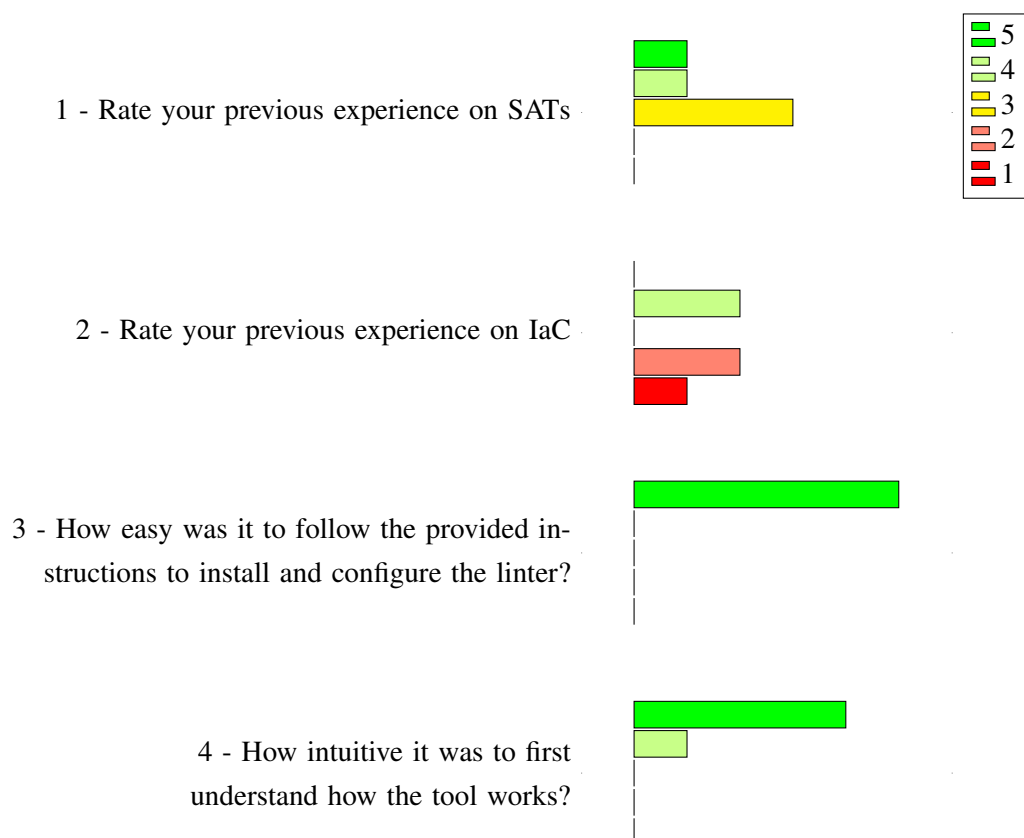 1 - Rate your previous experience on SATs
5
4
3
2
1
2 - Rate your previous experience on IaC
3 - How easy was it to follow the provided in-
structions to install and configure the linter?
4 - How intuitive it was to first
understand how the tool works?